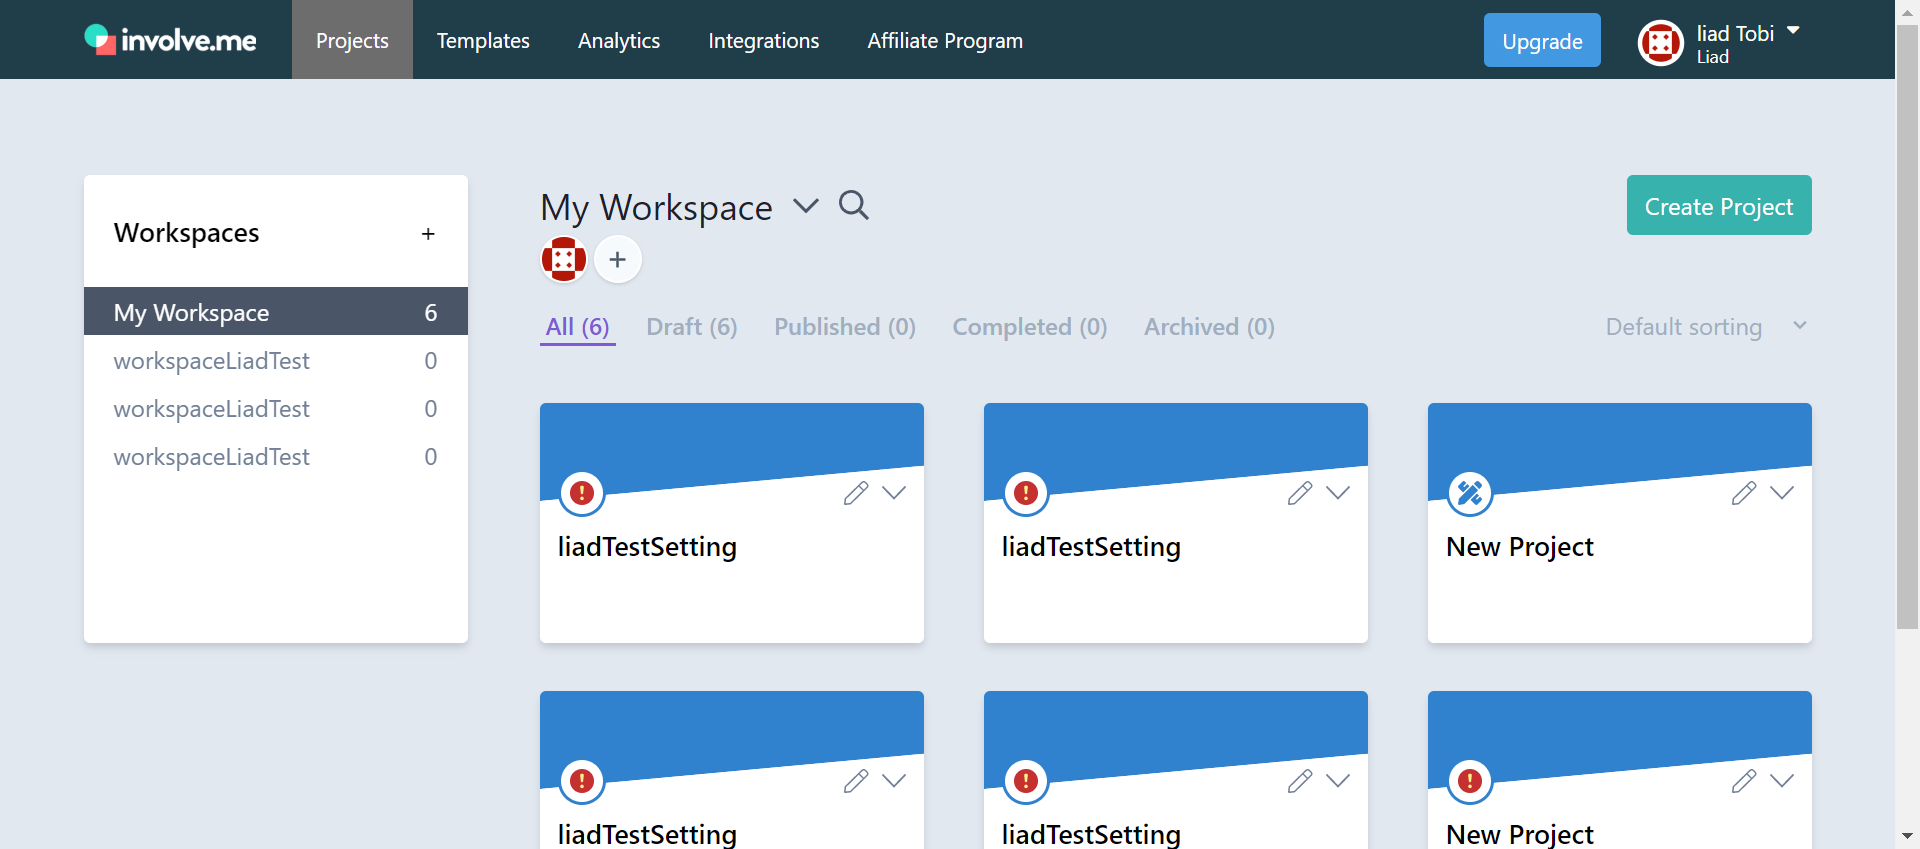 involve.me
Projects
Templates
Analytics
Integrations
Affiliate Program
Upgrade
liad Tobi
Liad
Workspaces
+
My Workspace 6
workspaceLiadTest 0
workspaceLiadTest 0
workspaceLiadTest 0
My Workspace
+
Create Project
All (6)
Draft (6)
Published (0)
Completed (0)
Archived (0)
Default sorting
liadTestSetting
liadTestSetting
New Project
liadTestSetting
liadTestSetting
New Project